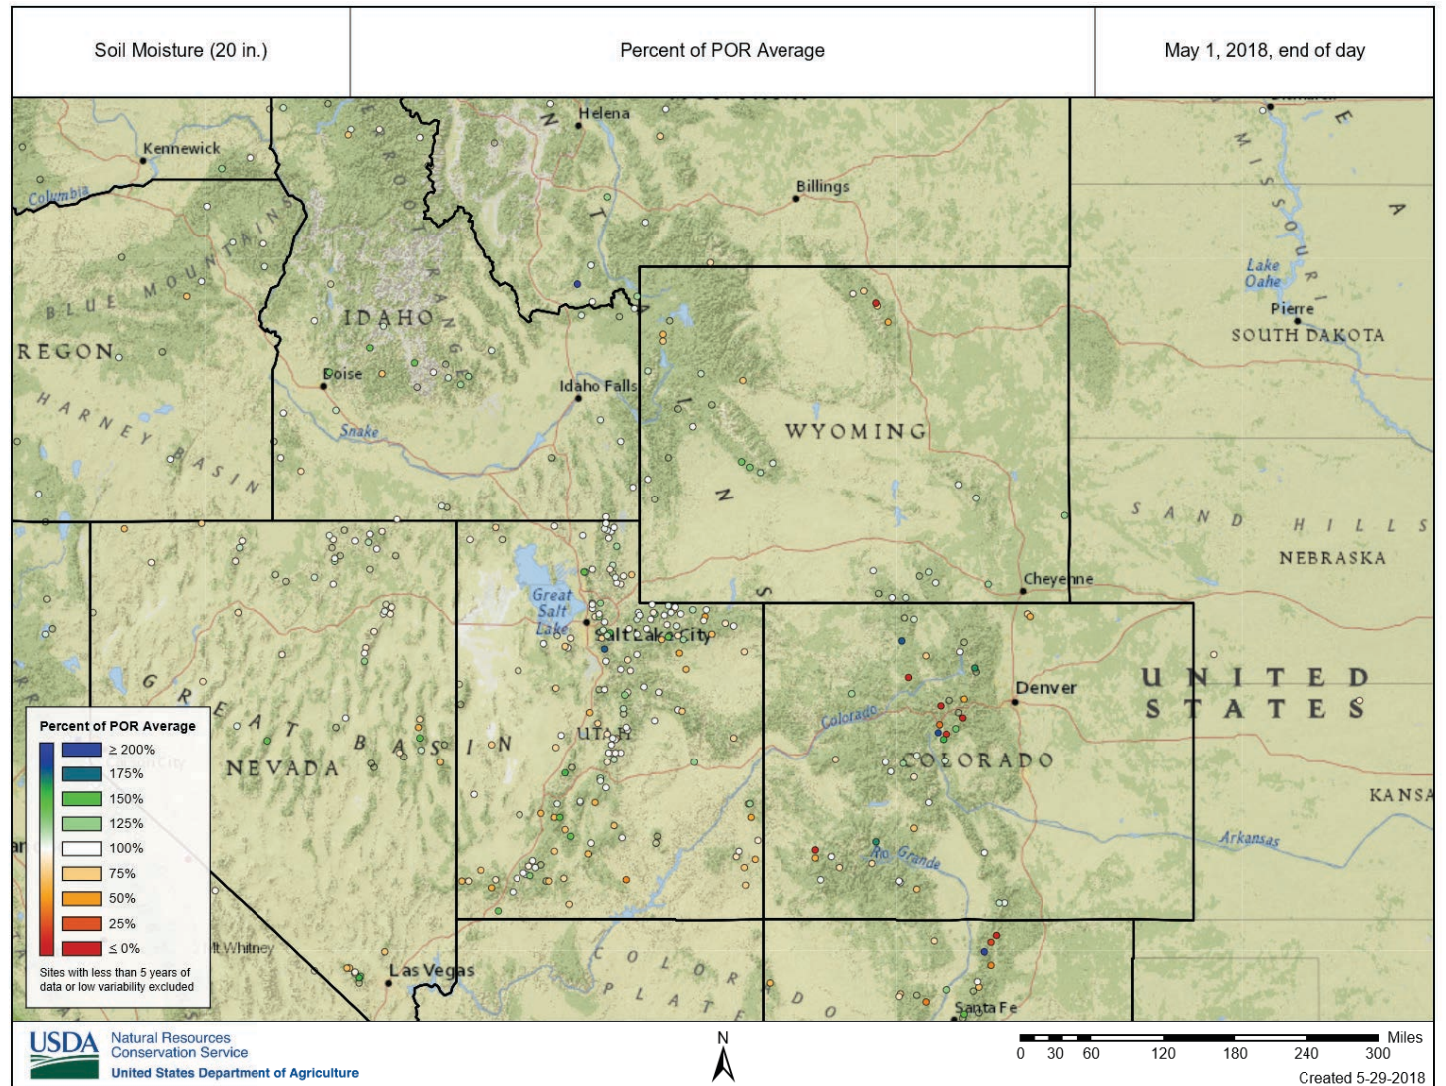 Soil Moisture (20 in.)
Percent of POR Average
May 1, 2018, end of day
Helena
Kennewick
Columbia
Billings
BLUE MOUNTAINS
MISSOURI
Lake
Oahe
Pierre
SOUTH DAKOTA
IDAHO
REGON
Boise
Idaho Falls
HARNEY BASIN
Snake
WYOMING
SAND HILLS
NEBRASKA
Cheyenne
Great
Salt
Lake
Salt Lake City
UNITED
STATES
Denver
GREAT BASIN
Colorado
UTAH
NEVADA
COLORADO
KANSA
Arkansas
Rio Grande
Percent of POR Average
≥ 200%
175%
150%
125%
100%
75%
50%
25%
≤ 0%
Sites with less than 5 years of
data or low variability excluded
Mt Whitney
Las Vegas
COLORADO
PLATE
Santa Fe
USDA
Natural Resources
Conservation Service
United States Department of Agriculture
N
Miles
0 30 60 120 180 240 300
Created 5-29-2018